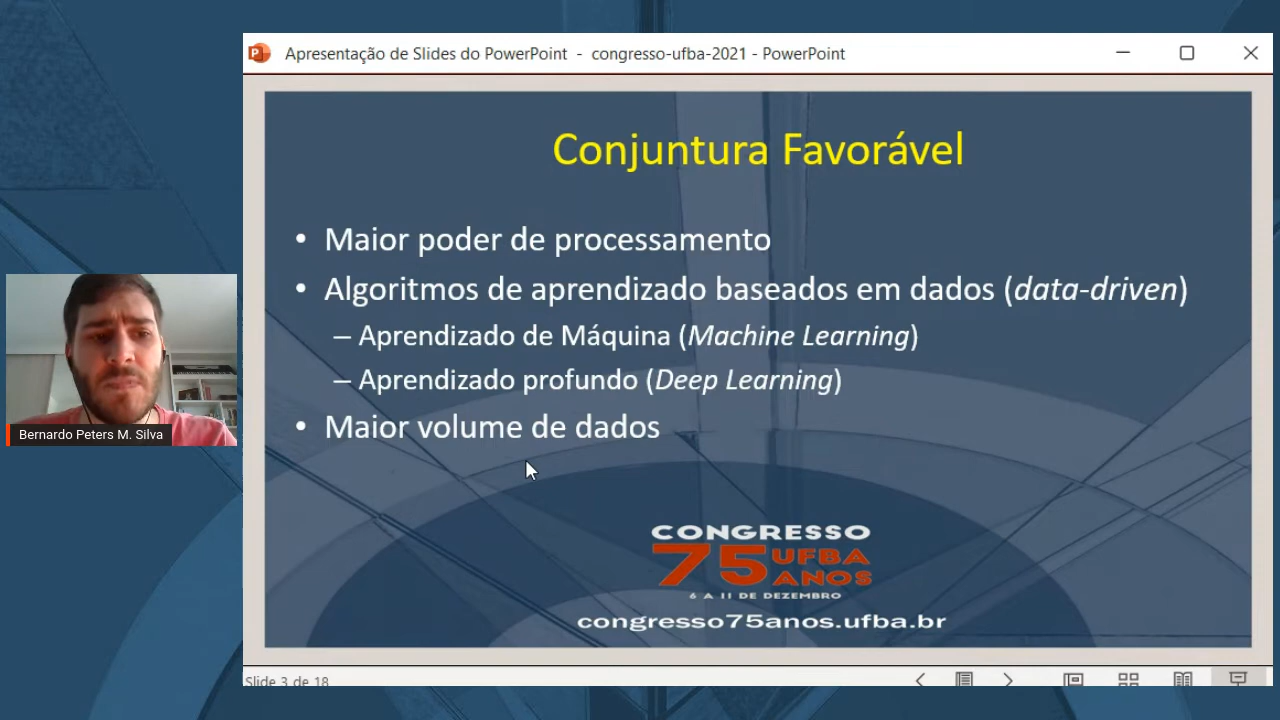 Apresentação de Slides do PowerPoint - congresso-ufba-2021 - PowerPoint
Conjuntura Favorável
• Maior poder de processamento
• Algoritmos de aprendizado baseados em dados (data-driven)
– Aprendizado de Máquina (Machine Learning)
– Aprendizado profundo (Deep Learning)
• Maior volume de dados
Bernardo Peters M. Silva
CONGRESSO
75 UFBA
ANOS
6 A 11 DE DEZEMBRO
congresso75anos.ufba.br
Slide 3 de 18